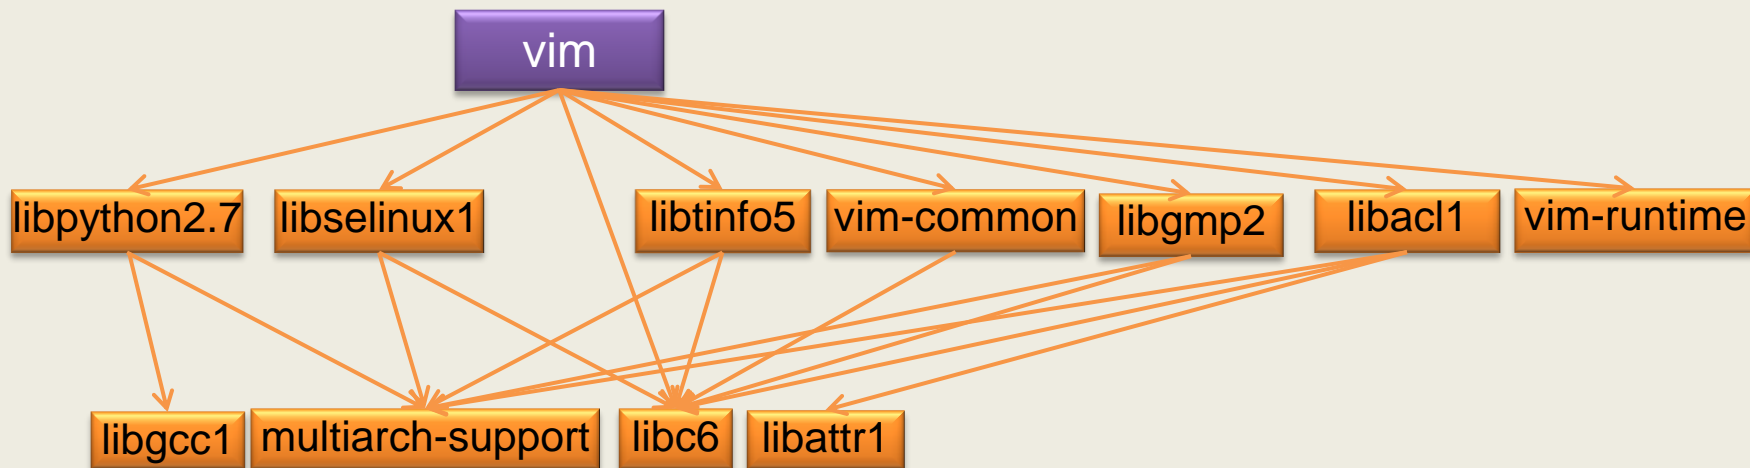 vim
libpython2.7
libselinux1
libtinfo5
vim-common
libgmp2
libacl1
vim-runtime
libgcc1
multiarch-support
libc6
libattr1